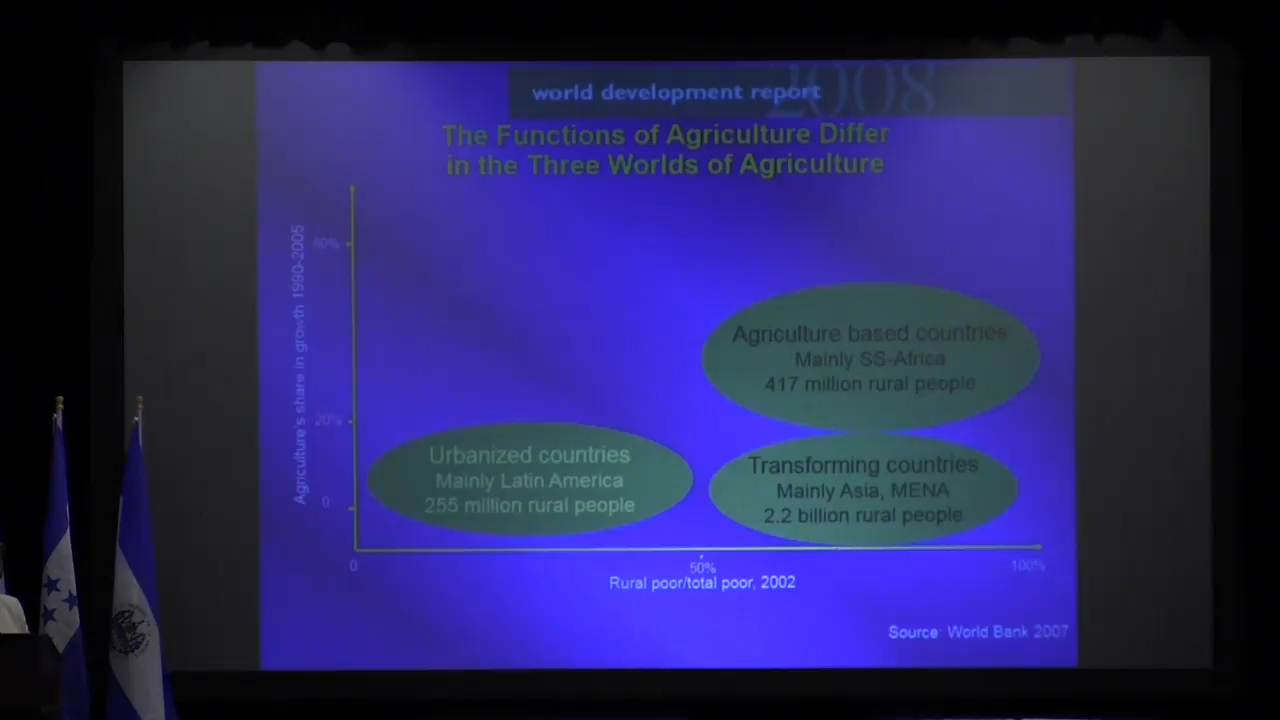 world development report
2008
The Functions of Agriculture Differ
in the Three Worlds of Agriculture
Agriculture's share in growth 1990-2005
80%
20%
0
Agriculture based countries
Mainly SS-Africa
417 million rural people
Urbanized countries
Mainly Latin America
255 million rural people
Transforming countries
Mainly Asia, MENA
2.2 billion rural people
0
50%
100%
Rural poor/total poor, 2002
Source: World Bank 2007